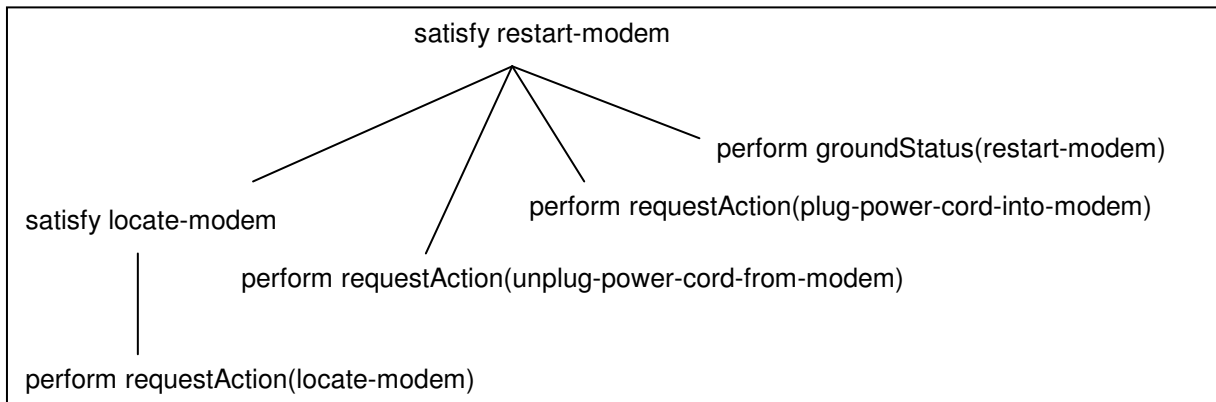 satisfy restart-modem
perform groundStatus(restart-modem)
perform requestAction(plug-power-cord-into-modem)
satisfy locate-modem
perform requestAction(unplug-power-cord-from-modem)
perform requestAction(locate-modem)